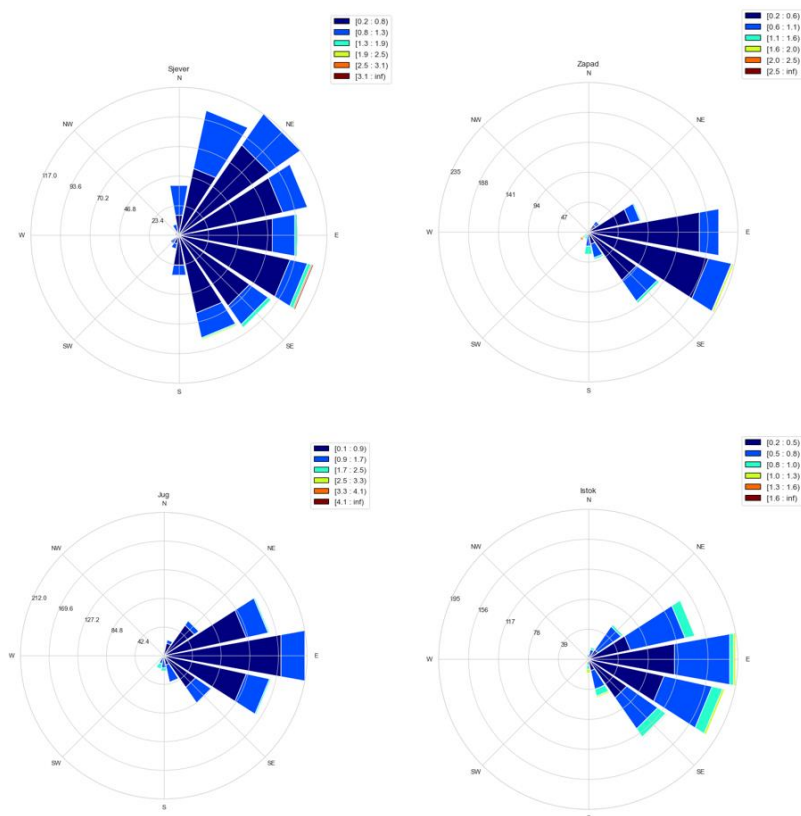 [0.2 : 0.8)
[0.8 : 1.3)
[1.3 : 1.9)
[1.9 : 2.5)
[2.5 : 3.1)
[3.1 : inf)
Sjever
N
NW
NE
117.0
93.6
70.2
46.8
23.4
W
E
SW
SE
S
[0.2 : 0.6)
[0.6 : 1.1)
[1.1 : 1.6)
[1.6 : 2.0)
[2.0 : 2.5)
[2.5 : inf)
Zapad
N
NW
NE
235
188
141
94
47
W
E
SW
SE
S
[0.1 : 0.9)
[0.9 : 1.7)
[1.7 : 2.5)
[2.5 : 3.3)
[3.3 : 4.1)
[4.1 : inf)
Jug
N
NW
NE
212.0
169.6
127.2
84.8
42.4
W
E
SW
SE
S
[0.2 : 0.5)
[0.5 : 0.8)
[0.8 : 1.0)
[1.0 : 1.3)
[1.3 : 1.6)
[1.6 : inf)
Istok
N
NW
NE
195
156
117
78
39
W
E
SW
SE